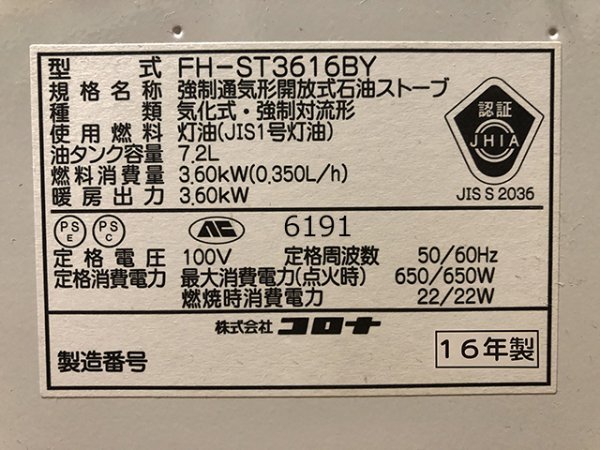 型式 FH-ST3616BY
規格名称 強制通気形開放式石油ストーブ
種類 気化式・強制対流形
使用燃料 灯油(JIS1号灯油)
油タンク容量 7.2L
燃料消費量 3.60kW(0.350L/h)
暖房出力 3.60kW
認証
JHIA
JIS S 2036
PS E PS C 6191
定格電圧 100V 定格周波数 50/60Hz
定格消費電力 最大消費電力(点火時) 650/650W
燃焼時消費電力 22/22W
株式会社 コロナ
製造番号 16年製